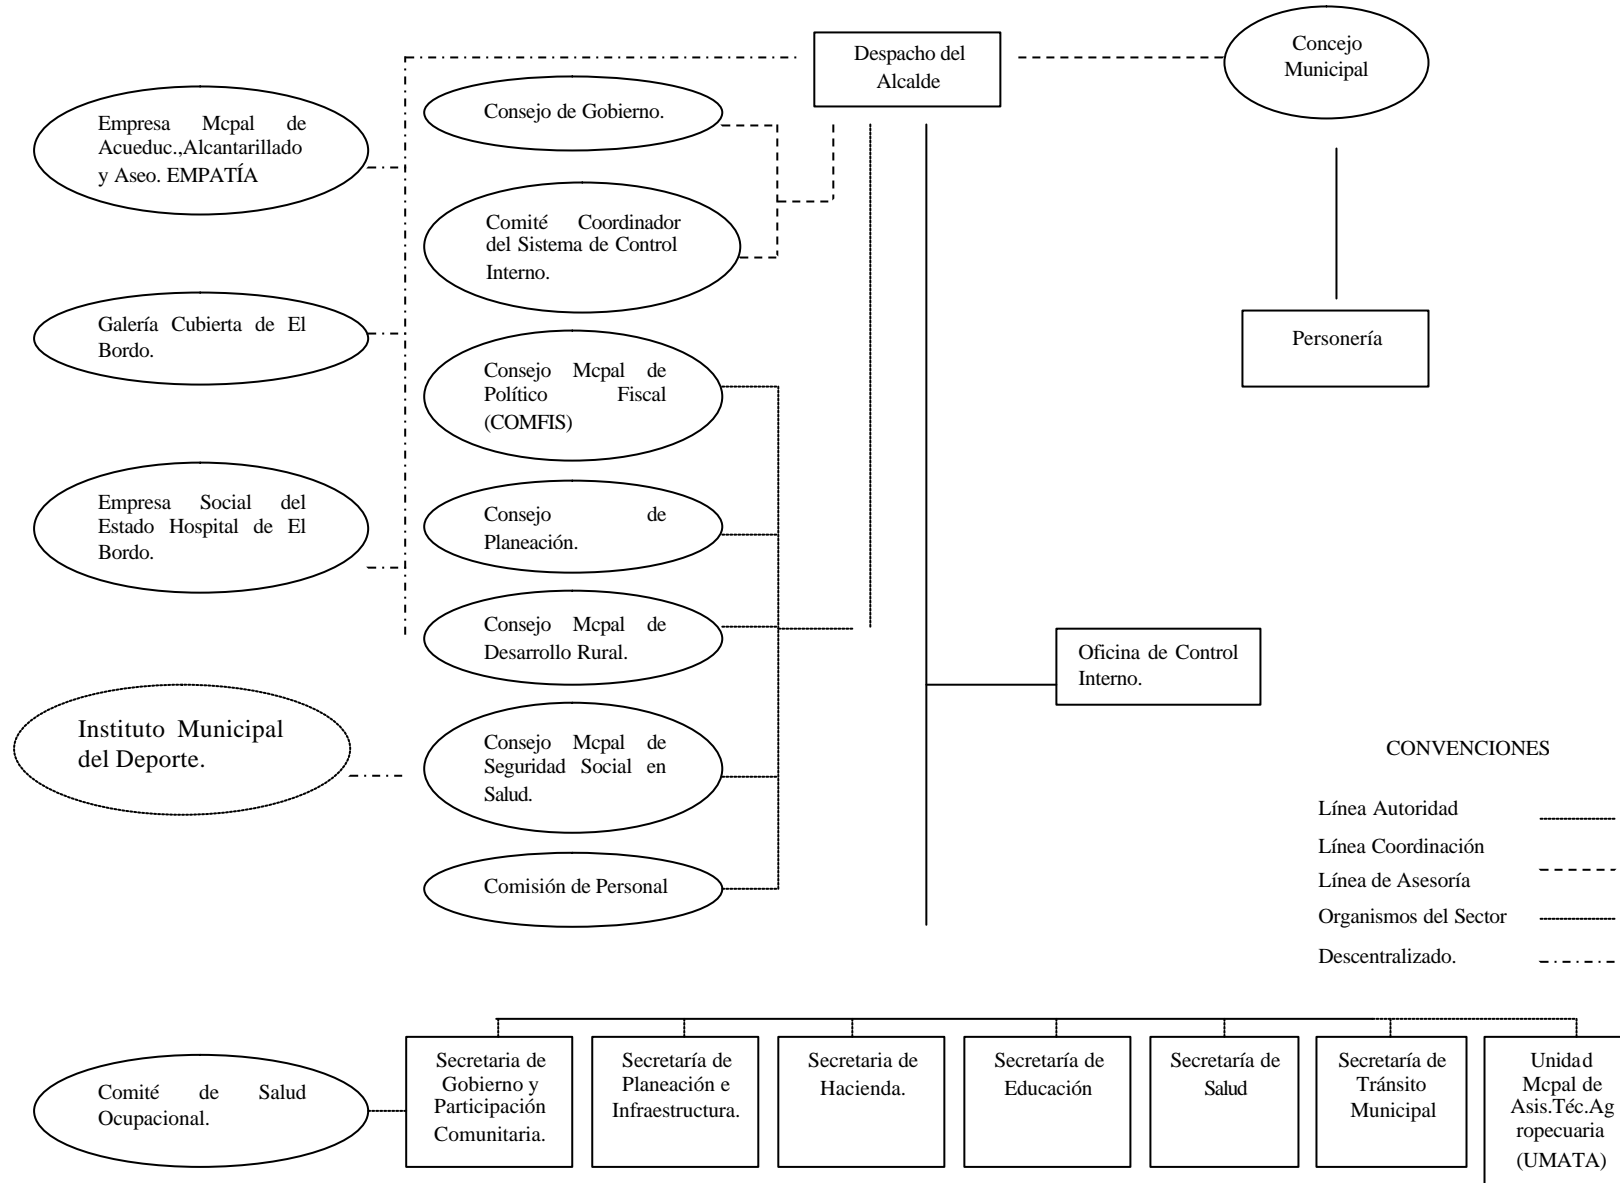 Despacho del
Alcalde
Concejo
Municipal
Consejo de Gobierno.
Empresa Mcpal de
Acueduc.,Alcantarillado
y Aseo. EMPATÍA
Comité Coordinador
del Sistema de Control
Interno.
Galería Cubierta de El
Bordo.
Personería
Consejo Mcpal de
Político Fiscal
(COMFIS)
Empresa Social del
Estado Hospital de El
Bordo.
Consejo de
Planeación.
Consejo Mcpal de
Desarrollo Rural.
Oficina de Control
Interno.
Instituto Municipal
del Deporte.
Consejo Mcpal de
Seguridad Social en
Salud.
Comisión de Personal
CONVENCIONES
Línea Autoridad
Línea Coordinación
Línea de Asesoría
Organismos del Sector
Descentralizado.
Comité de Salud
Ocupacional.
Secretaria de
Gobierno y
Participación
Comunitaria.
Secretaría de
Planeación e
Infraestructura.
Secretaria de
Hacienda.
Secretaría de
Educación
Secretaría de
Salud
Secretaría de
Tránsito
Municipal
Unidad
Mcpal de
Asis.Téc.Ag
ropecuaria
(UMATA)